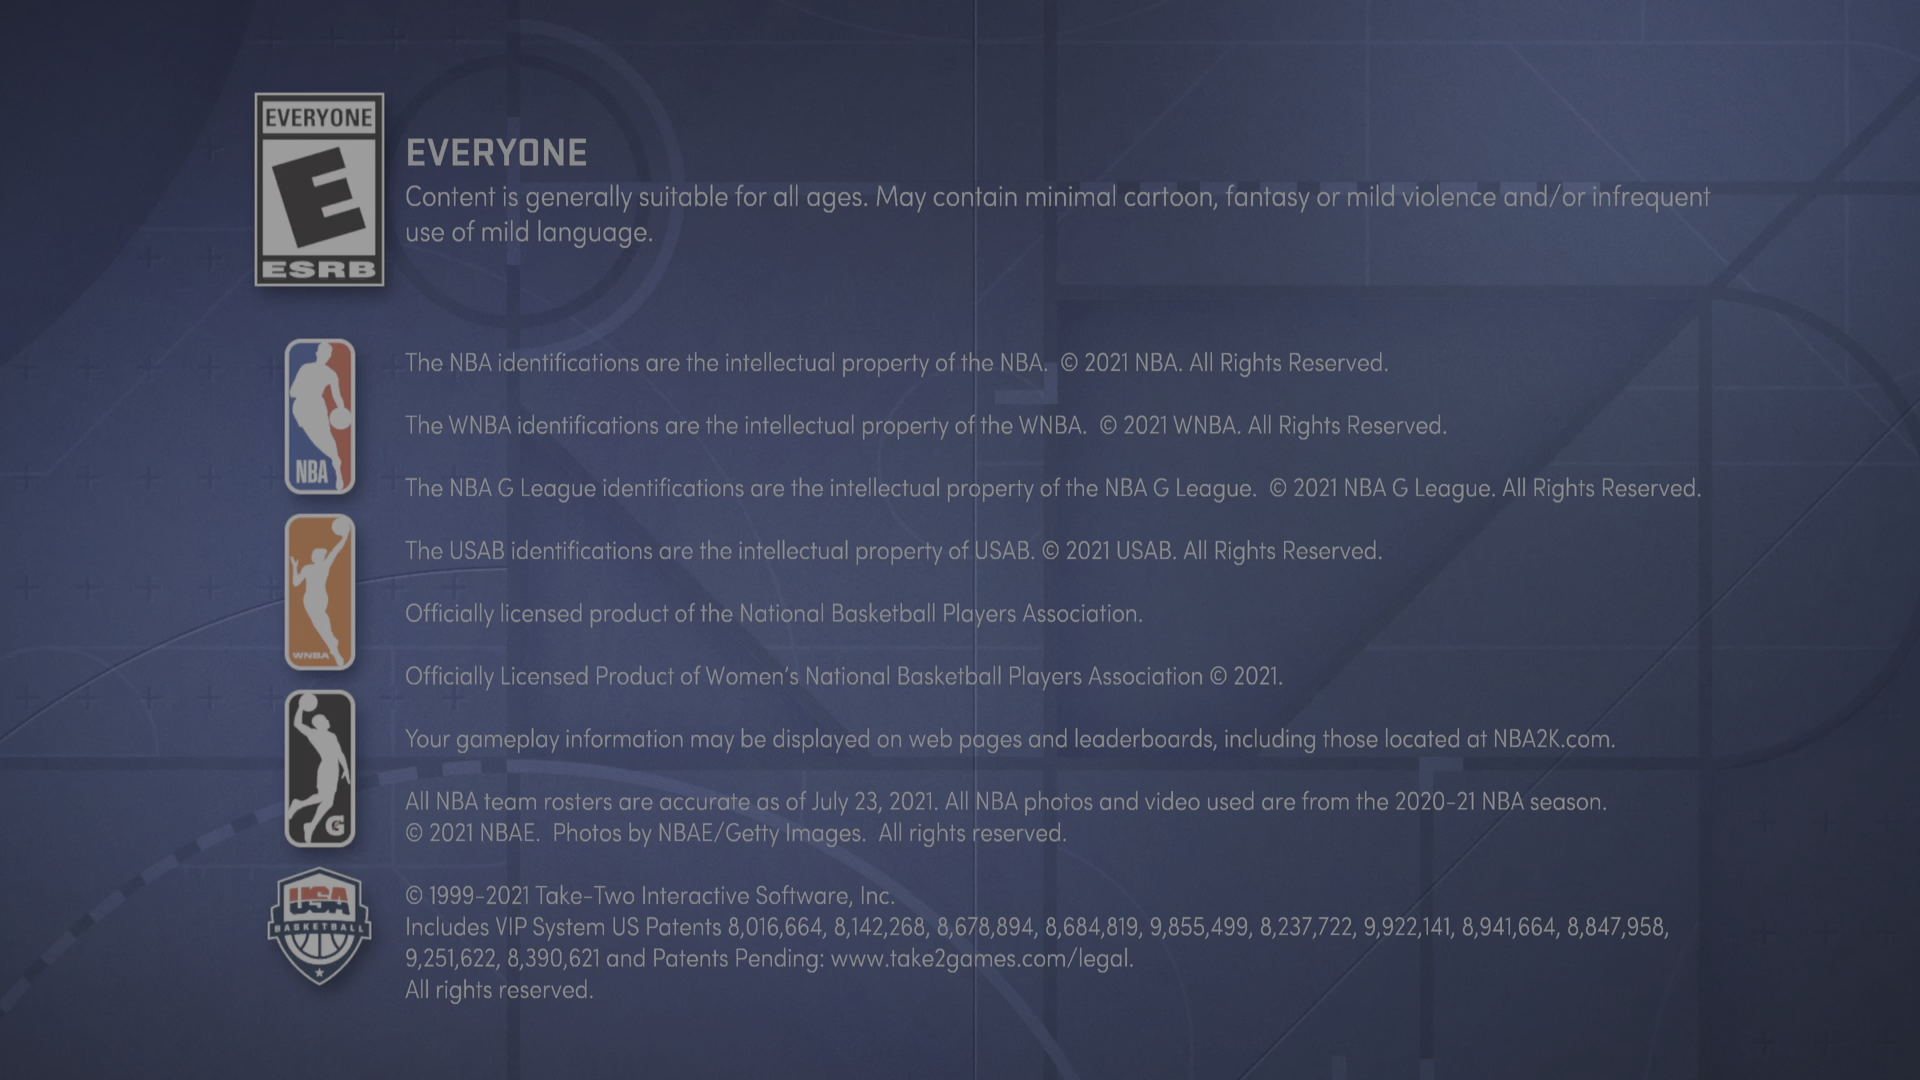 EVERYONE
E
ESRB
EVERYONE
Content is generally suitable for all ages. May contain minimal cartoon, fantasy or mild violence and/or infrequent
use of mild language.
NBA
The NBA identifications are the intellectual property of the NBA.  © 2021 NBA. All Rights Reserved.
The WNBA identifications are the intellectual property of the WNBA.  © 2021 WNBA. All Rights Reserved.
The NBA G League identifications are the intellectual property of the NBA G League.  © 2021 NBA G League. All Rights Reserved.
WNBA
The USAB identifications are the intellectual property of USAB. © 2021 USAB. All Rights Reserved.
Officially licensed product of the National Basketball Players Association.
Officially Licensed Product of Women's National Basketball Players Association © 2021.
G
Your gameplay information may be displayed on web pages and leaderboards, including those located at NBA2K.com.
All NBA team rosters are accurate as of July 23, 2021. All NBA photos and video used are from the 2020-21 NBA season.
© 2021 NBAE.  Photos by NBAE/Getty Images.  All rights reserved.
USA
BASKETBALL
© 1999-2021 Take-Two Interactive Software, Inc.
Includes VIP System US Patents 8,016,664, 8,142,268, 8,678,894, 8,684,819, 9,855,499, 8,237,722, 9,922,141, 8,941,664, 8,847,958,
9,251,622, 8,390,621 and Patents Pending: www.take2games.com/legal.
All rights reserved.